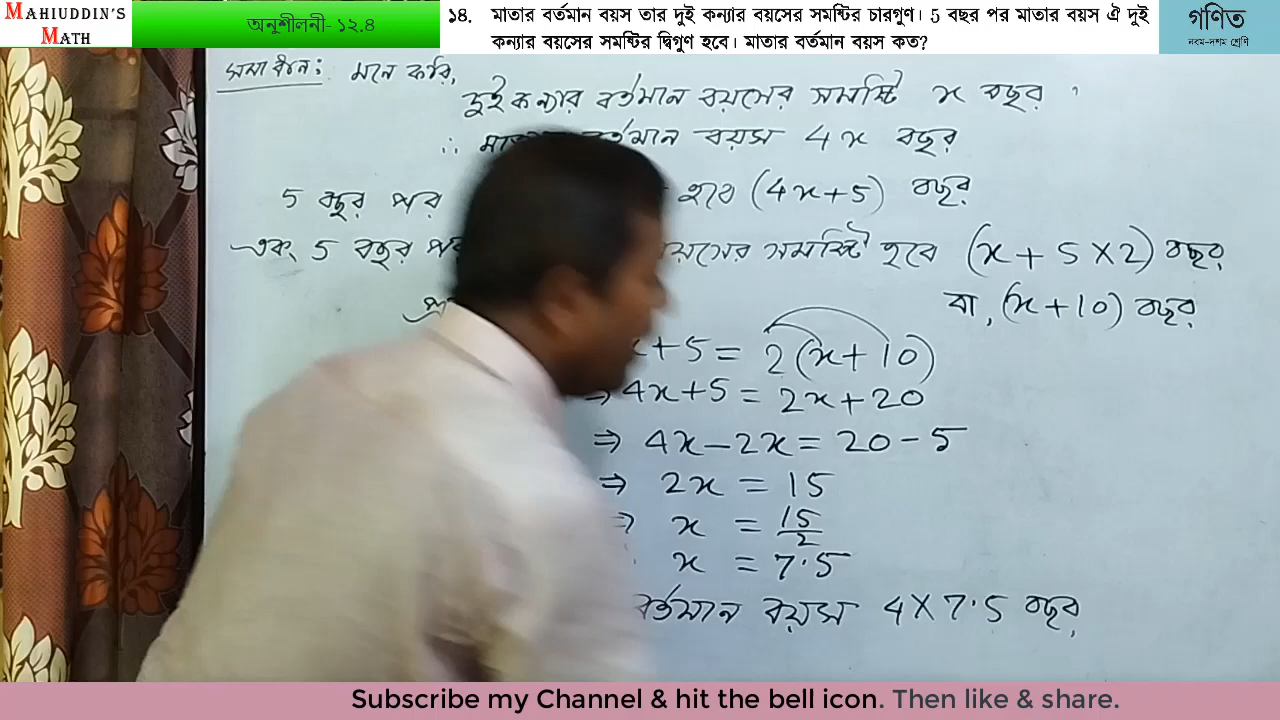 MAHIUDDIN'S
MATH
অনুশীলনী- ১২.৪
১৪. মাতার বর্তমান বয়স তার দুই কন্যার বয়সের সমষ্টির চারগুণ। 5 বছর পর মাতার বয়স ঐ দুই
কন্যার বয়সের সমষ্টির দ্বিগুণ হবে। মাতার বর্তমান বয়স কত?
গণিত
নবম-দশম শ্রেণি
সমাধান: মনে করি,
দুই কন্যার বর্তমান বয়সের সমষ্টি x বছর
∴ বর্তমান বয়স 4x বছর
5 বছর পর হবে (4x+5) বছর
এবং 5 বছর পর বয়সের সমষ্টি হবে (x + 5×2) বছর
বা, (x+10) বছর
x+5 = 2(x+10)
⇒ 4x+5 = 2x+20
⇒ 4x-2x = 20-5
⇒ 2x = 15
⇒ x = 15/2
x = 7.5
বর্তমান বয়স 4×7.5 বছর
Subscribe my Channel & hit the bell icon. Then like & share.